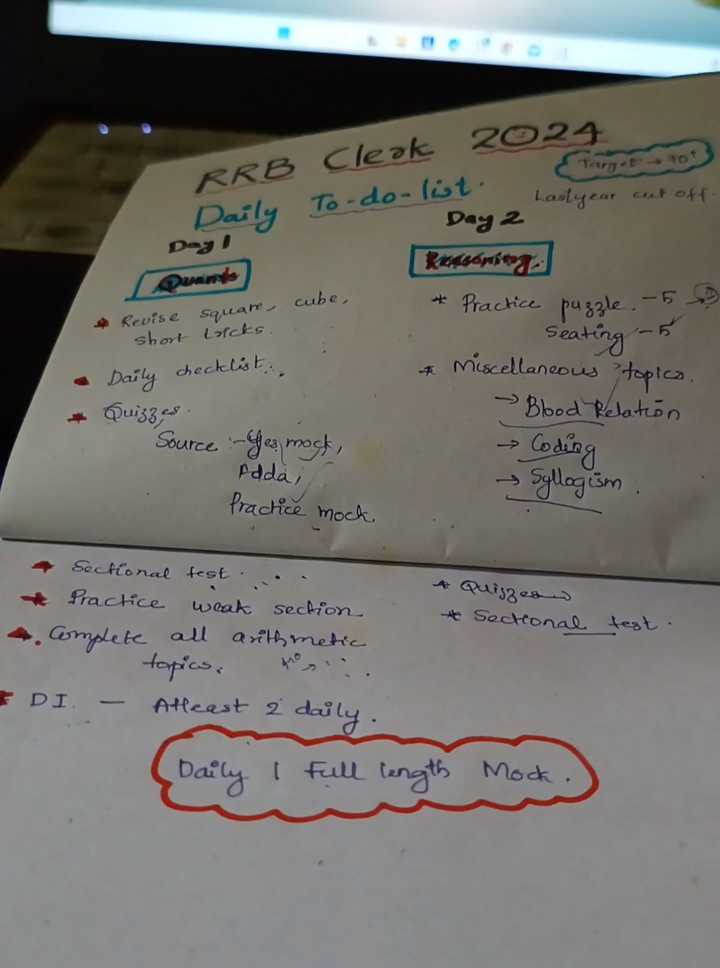 RRB Clerk 2024
Target → 70+
Daily To-do-list.
Last year cut off.
Day 1
Quants
* Revise square, cube,
short tricks.
• Daily checklist
* Quizzes.
Source :- Yes mock,
Adda,
Practice mock.
* Sectional test
* Practice weak section
• Complete all arithmetic
topics.
* DI. — Atleast 2 daily.
Day 2
Reasoning.
* Practice puzzle. - 5
Seating - 5
* Miscellaneous topics.
→ Blood Relation
→ Coding
→ Syllogism.
* Quizzes
* Sectional test.
Daily 1 Full length Mock.